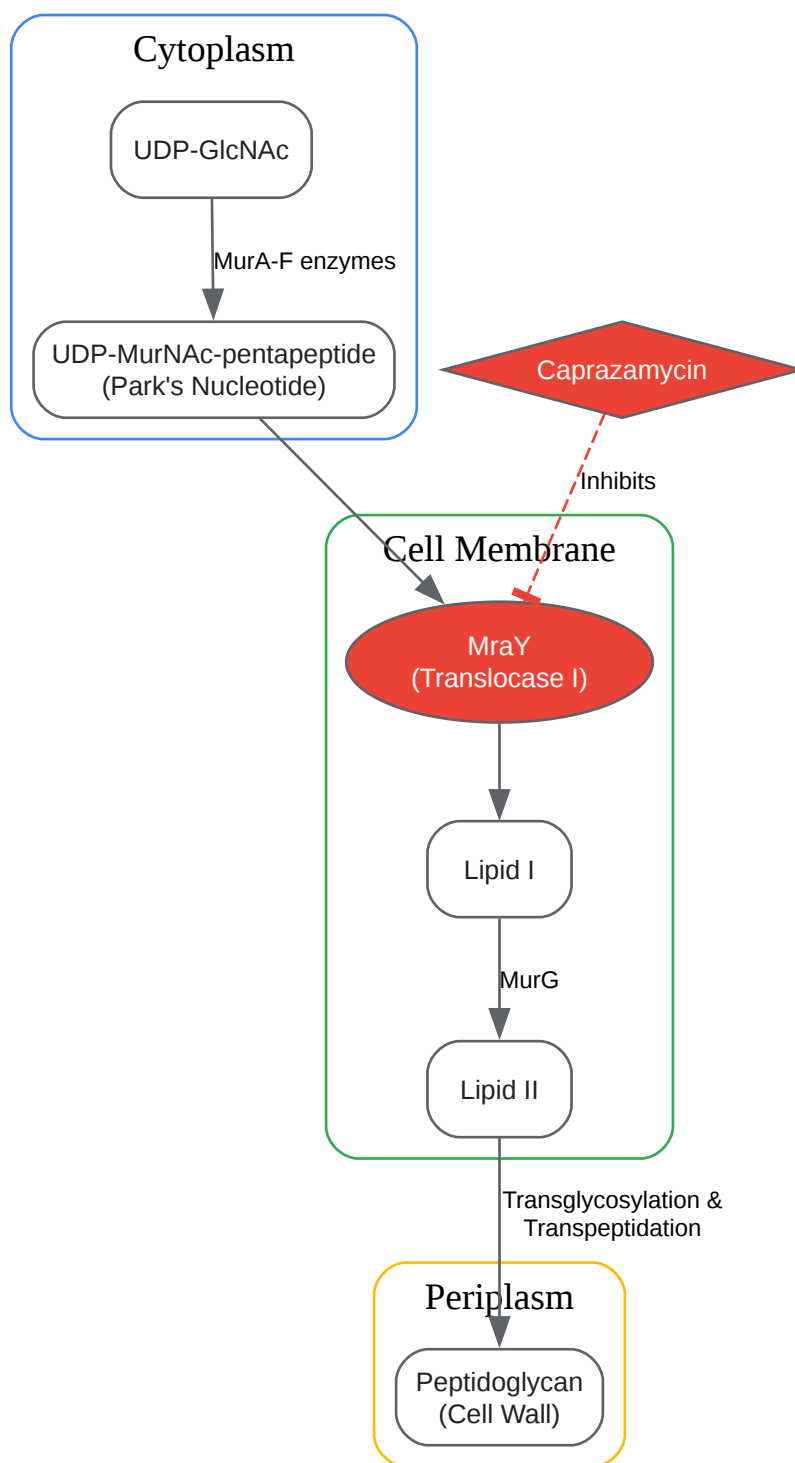 Cytoplasm
UDP-GlcNAc
MurA-F enzymes
UDP-MurNAc-pentapeptide
(Park's Nucleotide)
Caprazamycin
Inhibits
Cell Membrane
MraY
(Translocase I)
Lipid I
MurG
Lipid II
Transglycosylation &
Transpeptidation
Periplasm
Peptidoglycan
(Cell Wall)